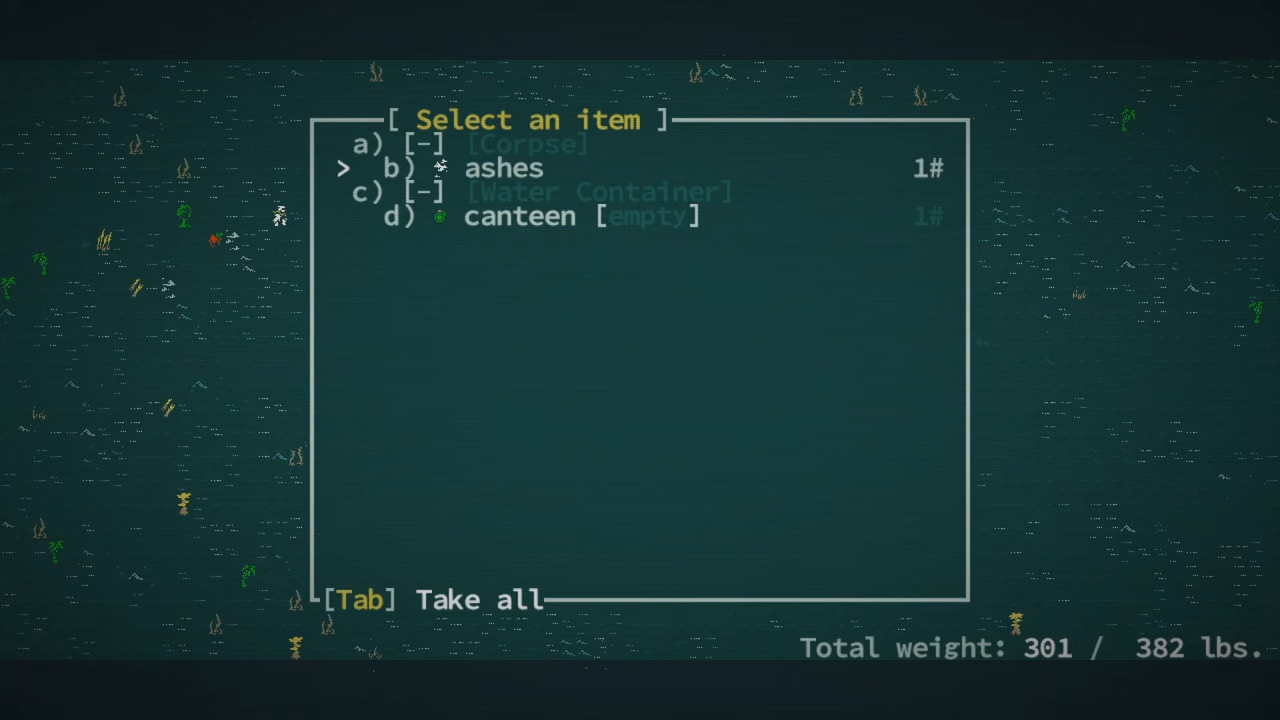 [ Select an item ]
a) [-] [Corpse]
> b) ashes 1#
c) [-] [Water Container]
d) canteen [empty] 1#
[Tab] Take all
Total weight: 301 / 382 lbs.